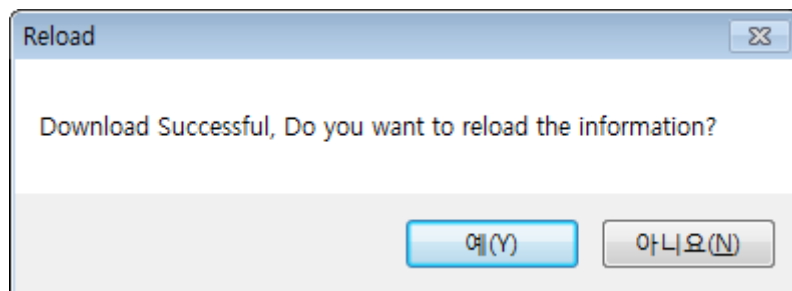 Reload
Download Successful, Do you want to reload the information?
예(Y)
아니요(N)